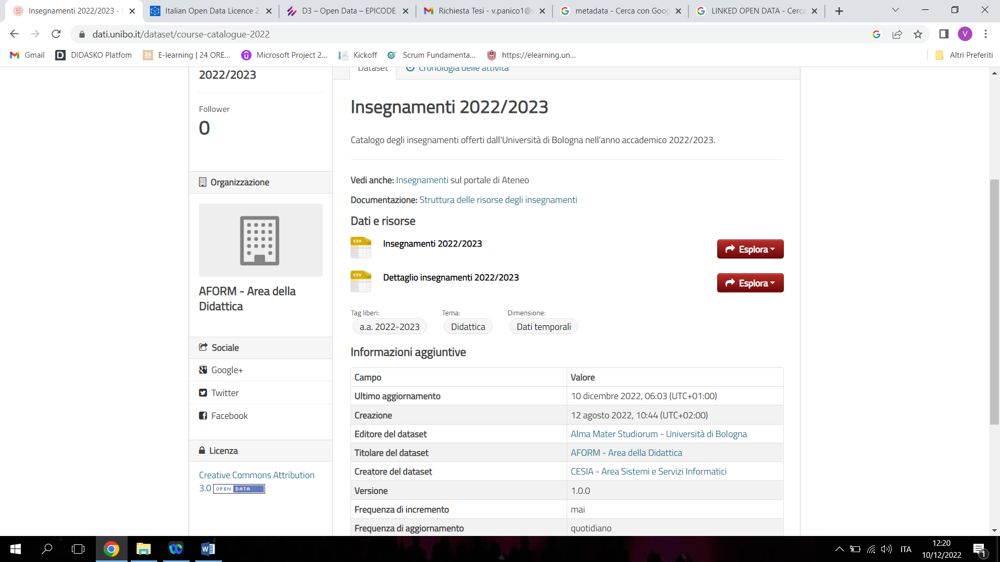 Insegnamenti 2022/2023 -
Italian Open Data Licence 2
D3 – Open Data – EPICODE
Richiesta Tesi - v.panico1@s
metadata - Cerca con Goog
LINKED OPEN DATA - Cerca
dati.unibo.it/dataset/course-catalogue-2022
V
Gmail
DIDASKO Platfom
E-learning | 24 ORE...
Microsoft Project 2...
Kickoff
Scrum Fundamenta...
https://elearning.un...
Altri Preferiti
2022/2023
Follower
0
Organizzazione
AFORM - Area della
Didattica
Sociale
Google+
Twitter
Facebook
Licenza
Creative Commons Attribution
3.0 OPEN DATA
Dataset
Cronologia delle attività
Insegnamenti 2022/2023
Catalogo degli insegnamenti offerti dall'Università di Bologna nell'anno accademico 2022/2023.
Vedi anche: Insegnamenti sul portale di Ateneo
Documentazione: Struttura delle risorse degli insegnamenti
Dati e risorse
CSV
Insegnamenti 2022/2023
Esplora
CSV
Dettaglio insegnamenti 2022/2023
Esplora
Tag liberi: Tema: Dimensione:
a.a. 2022-2023 Didattica Dati temporali
Informazioni aggiuntive
Campo Valore
Ultimo aggiornamento 10 dicembre 2022, 06:03 (UTC+01:00)
Creazione 12 agosto 2022, 10:44 (UTC+02:00)
Editore del dataset Alma Mater Studiorum - Università di Bologna
Titolare del dataset AFORM - Area della Didattica
Creatore del dataset CESIA - Area Sistemi e Servizi Informatici
Versione 1.0.0
Frequenza di incremento mai
Frequenza di aggiornamento quotidiano
ITA
12:20
10/12/2022
1